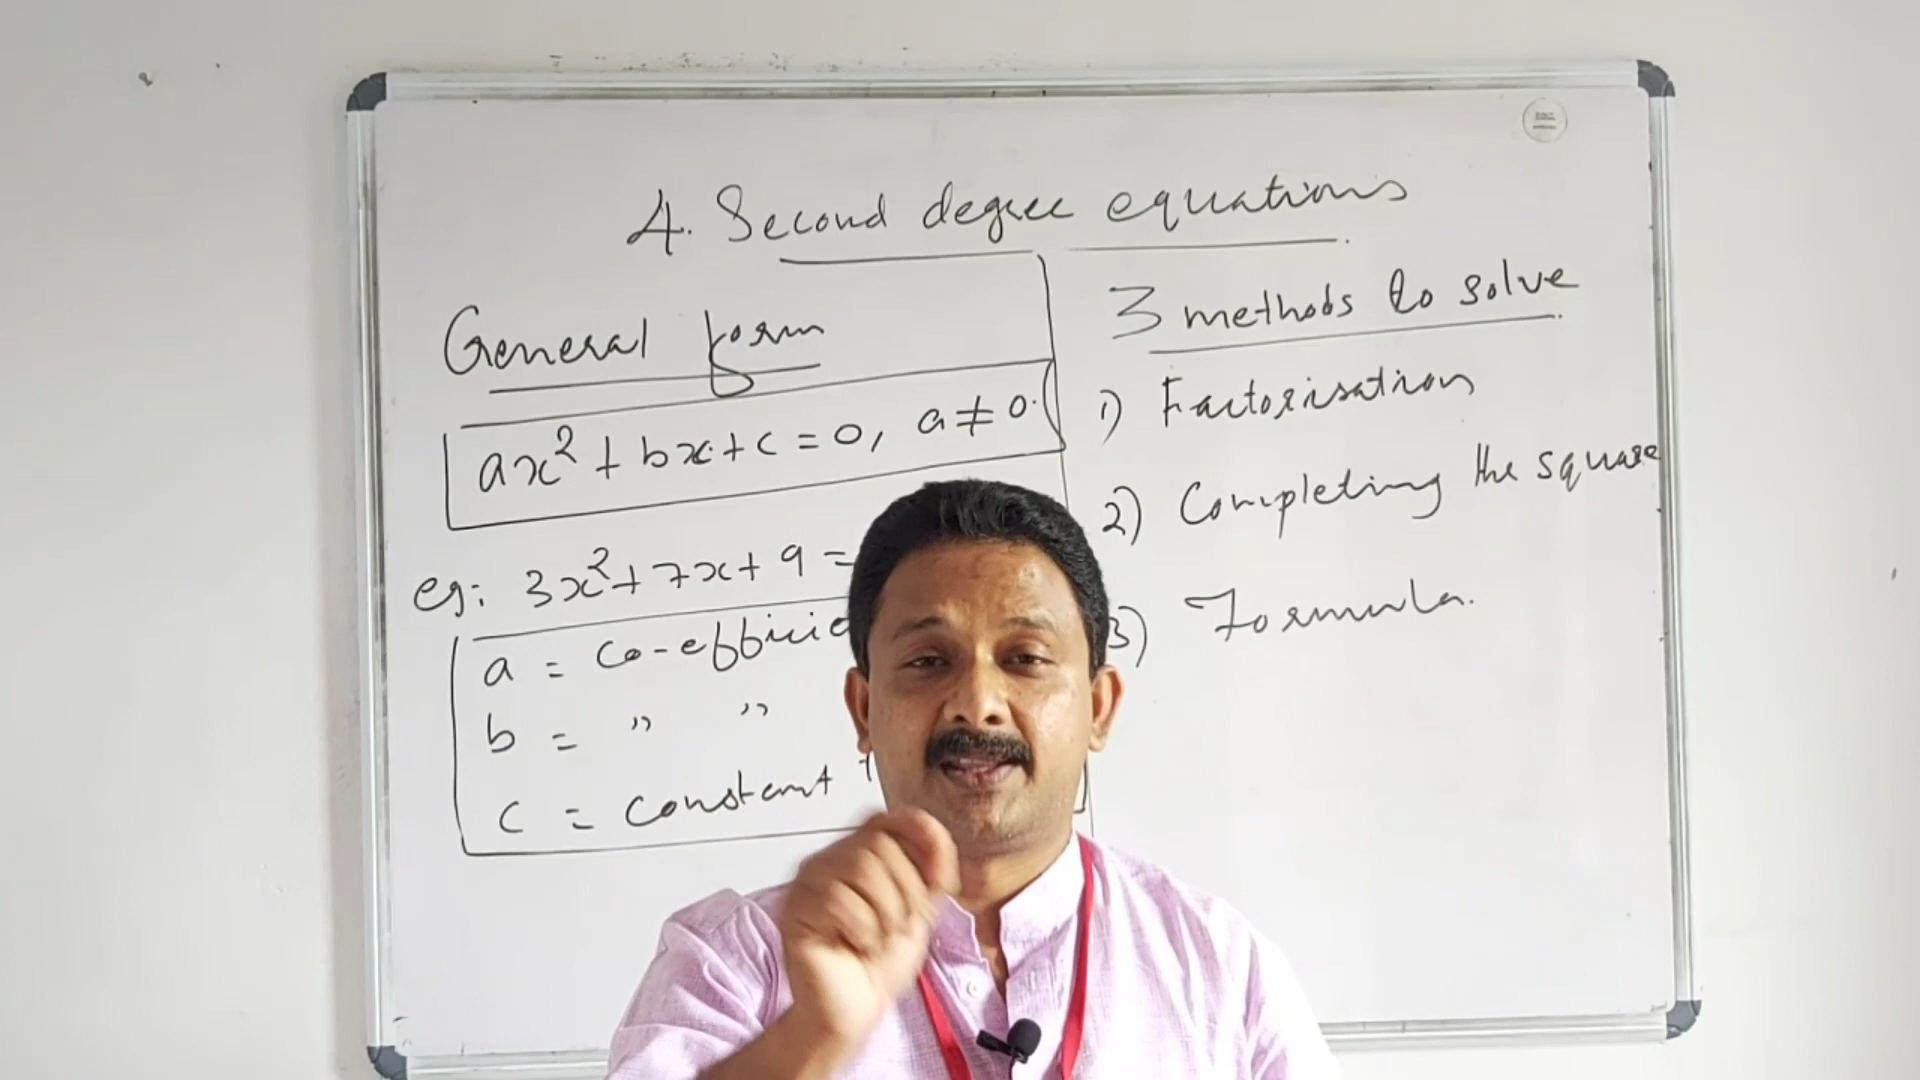 4. Second degree equations
General form
ax² + bx + c = 0, a ≠ 0.
eg: 3x² + 7x + 9 =
a = co-efficie
b = " "
c = constant t
3 methods to solve
1) Factorisation
2) Completing the square
3) Formula.